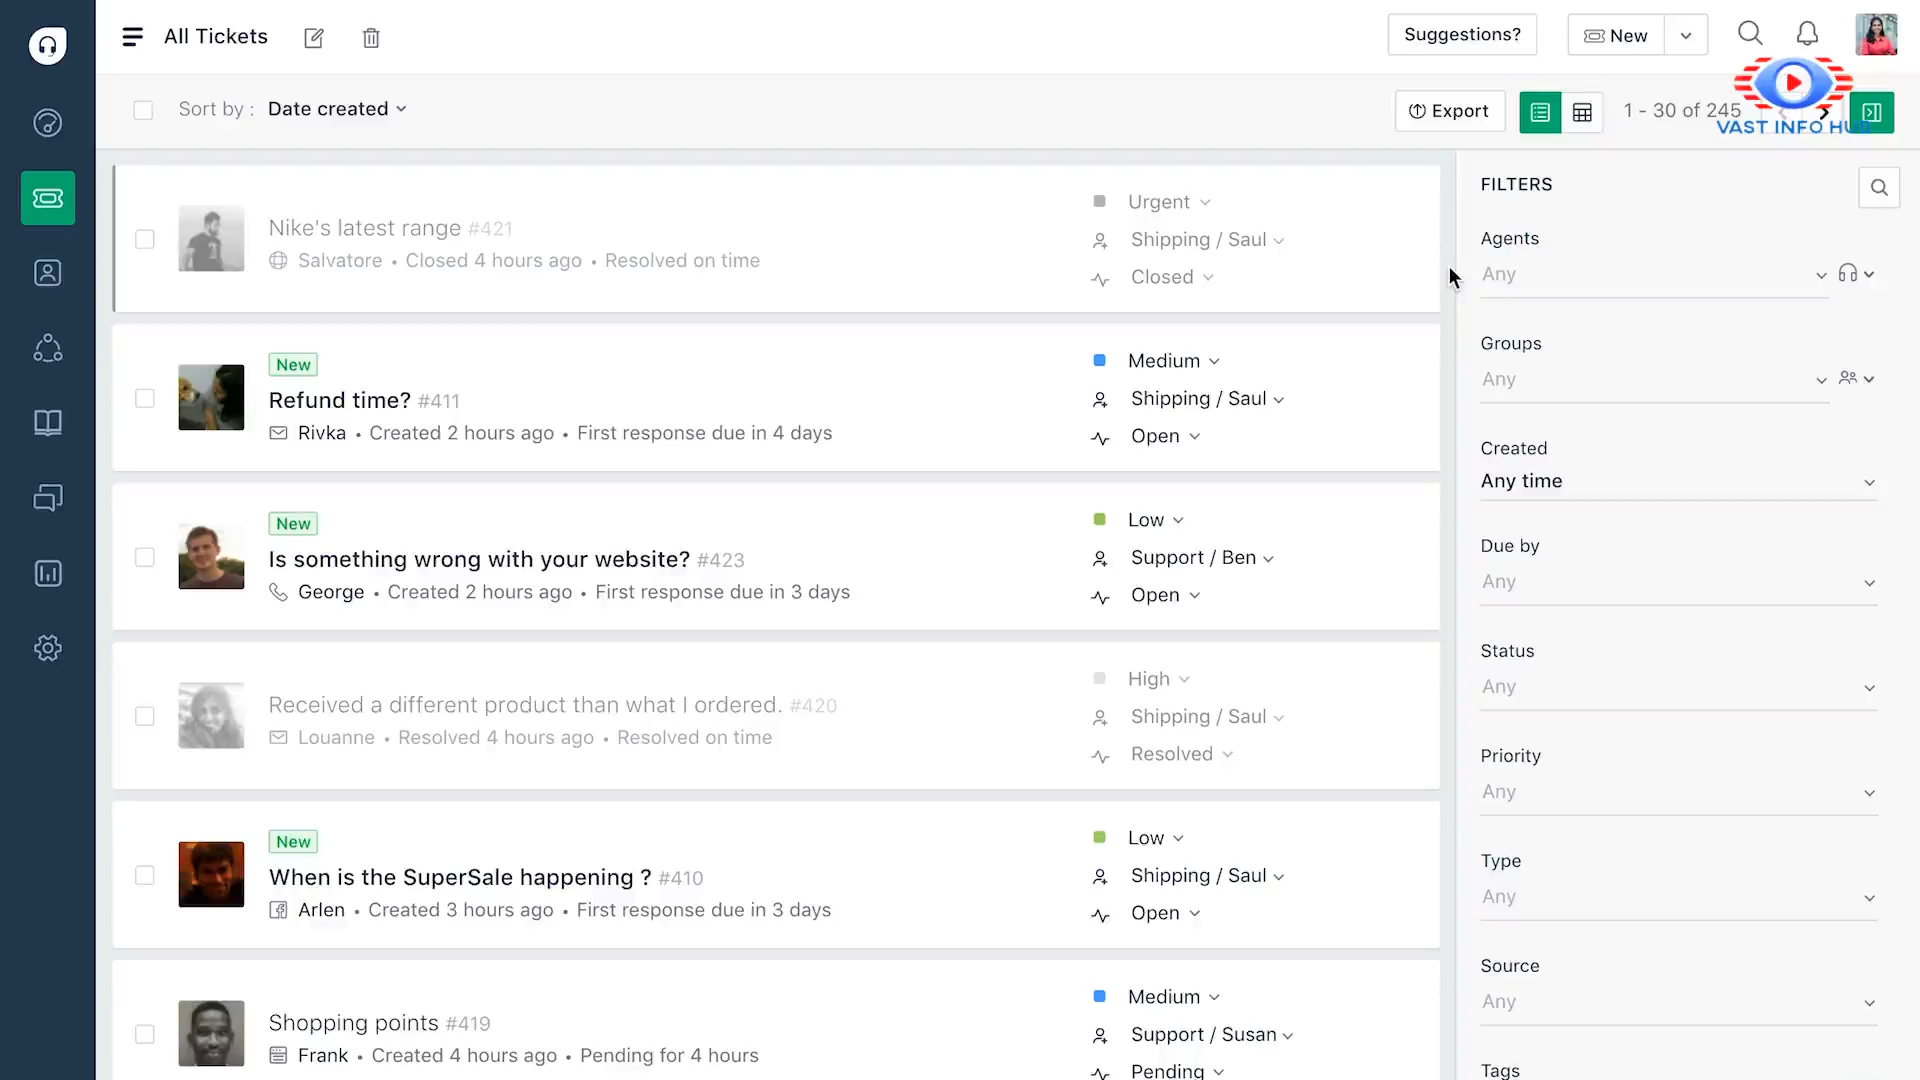 All Tickets
Suggestions?
New
Sort by : Date created
Export
1 - 30 of 245
VAST INFO HUB
Nike's latest range #421
Salvatore • Closed 4 hours ago • Resolved on time
Urgent
Shipping / Saul
Closed
New
Refund time? #411
Rivka • Created 2 hours ago • First response due in 4 days
Medium
Shipping / Saul
Open
New
Is something wrong with your website? #423
George • Created 2 hours ago • First response due in 3 days
Low
Support / Ben
Open
Received a different product than what I ordered. #420
Louanne • Resolved 4 hours ago • Resolved on time
High
Shipping / Saul
Resolved
New
When is the SuperSale happening ? #410
Arlen • Created 3 hours ago • First response due in 3 days
Low
Shipping / Saul
Open
Shopping points #419
Frank • Created 4 hours ago • Pending for 4 hours
Medium
Support / Susan
Pending
FILTERS
Agents
Any
Groups
Any
Created
Any time
Due by
Any
Status
Any
Priority
Any
Type
Any
Source
Any
Tags